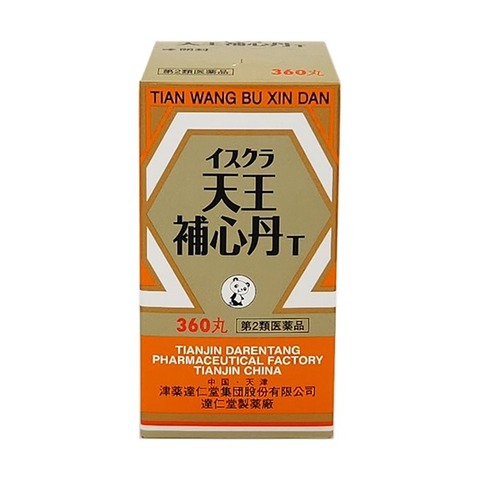 天王補心丹T
第2類医薬品
360丸
TIAN WANG BU XIN DAN
イスクラ
天王
補心丹T
360丸 第2類医薬品
TIANJIN DARENTANG
PHARMACEUTICAL FACTORY
TIANJIN CHINA
中国・天津
津薬達仁堂集団股份有限公司
達仁堂製薬廠